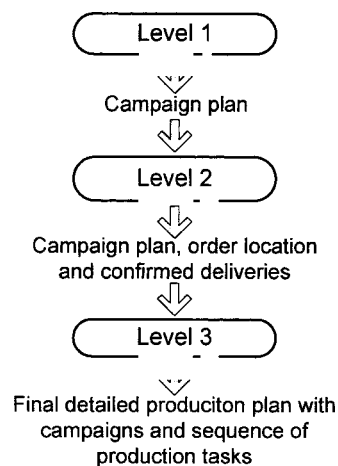 Level 1
Campaign plan
Level 2
Campaign plan, order location
and confirmed deliveries
Level 3
Final detailed produciton plan with
campaigns and sequence of
production tasks